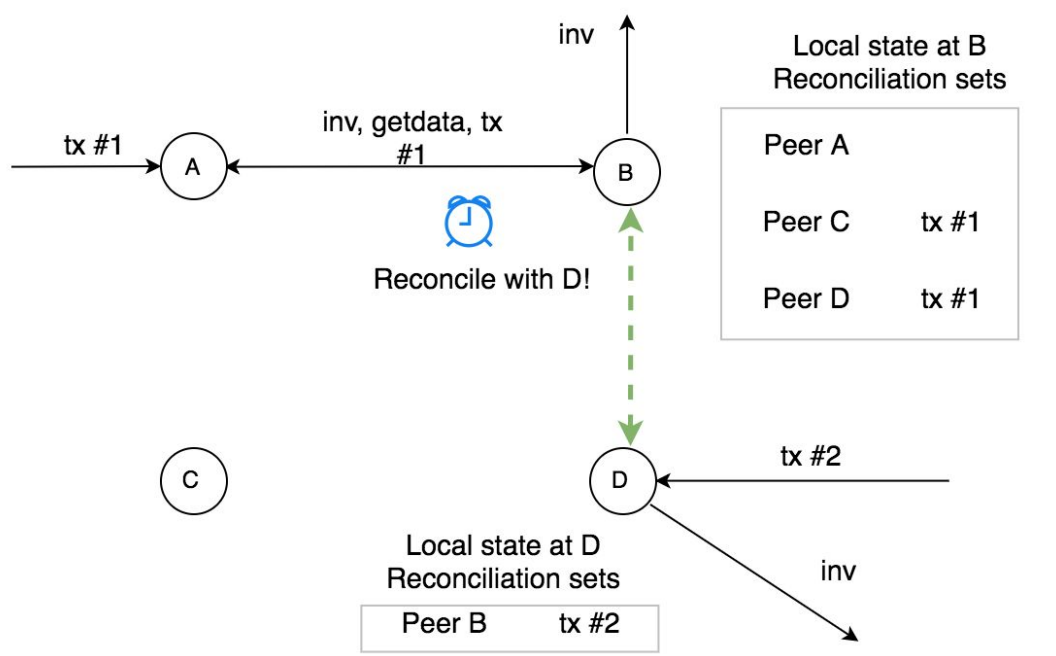 inv
Local state at B
Reconciliation sets
tx #1
A
inv, getdata, tx
#1
B
Peer A
Peer C tx #1
Peer D tx #1
Reconcile with D!
C
D
tx #2
inv
Local state at D
Reconciliation sets
Peer B tx #2